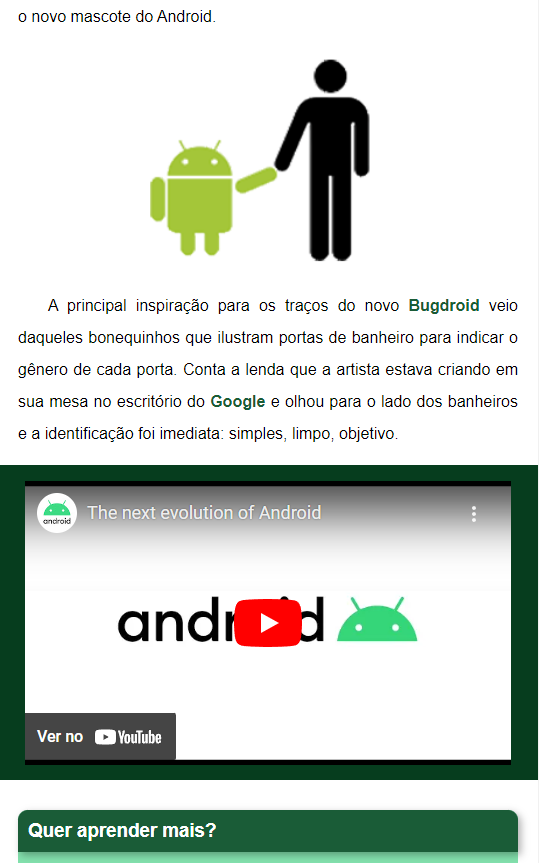 o novo mascote do Android.
A principal inspiração para os traços do novo Bugdroid veio
daqueles bonequinhos que ilustram portas de banheiro para indicar o
gênero de cada porta. Conta a lenda que a artista estava criando em
sua mesa no escritório do Google e olhou para o lado dos banheiros
e a identificação foi imediata: simples, limpo, objetivo.
android
The next evolution of Android
android
Ver no YouTube
Quer aprender mais?